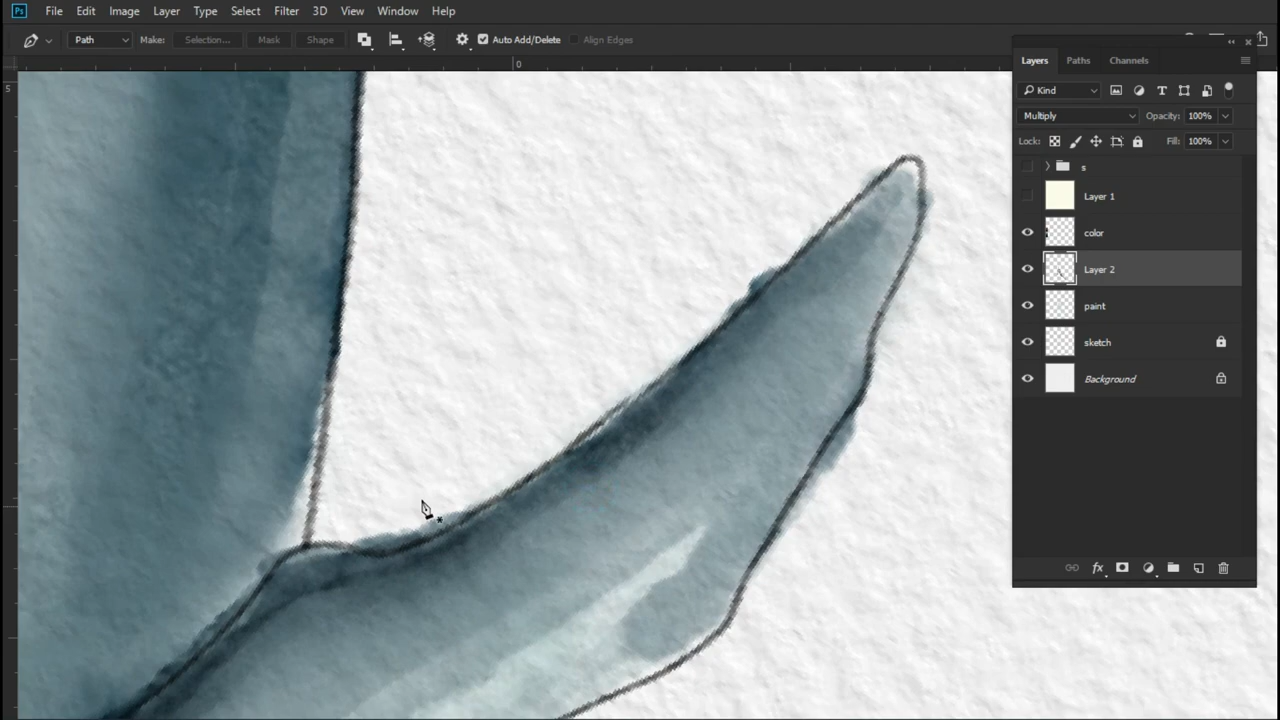 Ps File Edit Image Layer Type Select Filter 3D View Window Help
Path Make: Selection... Mask Shape Auto Add/Delete Align Edges
0
5
Layers Paths Channels
Kind T
Multiply Opacity: 100%
Lock: Fill: 100%
s
Layer 1
color
Layer 2
paint
sketch
Background
fx